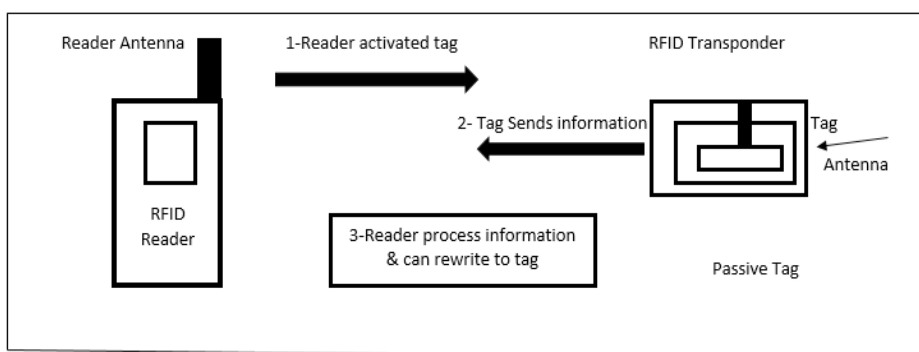 Reader Antenna
1-Reader activated tag
RFID Transponder
2- Tag Sends information
Tag
Antenna
RFID
Reader
3-Reader process information
& can rewrite to tag
Passive Tag